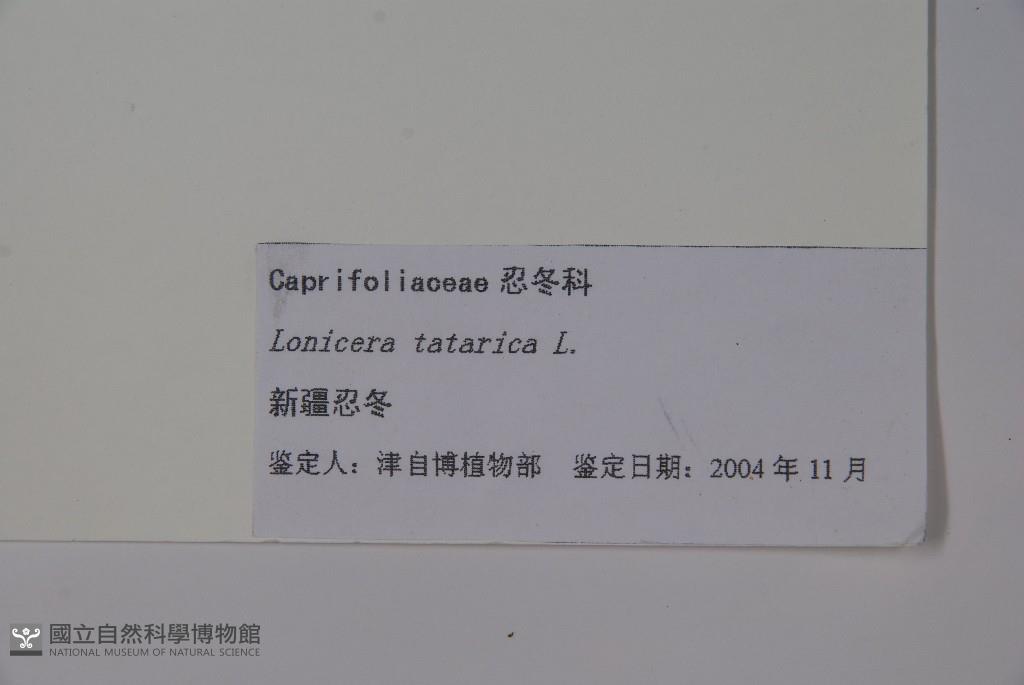 Caprifoliaceae 忍冬科
Lonicera tatarica L.
新疆忍冬
鉴定人：津自博植物部 鉴定日期：2004 年 11 月
國立自然科學博物館
NATIONAL MUSEUM OF NATURAL SCIENCE